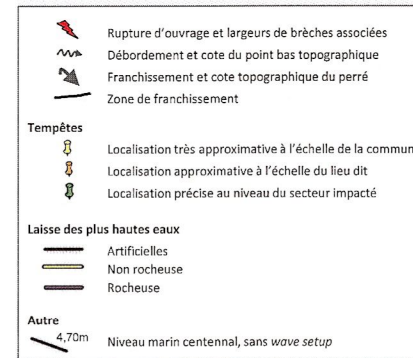 Rupture d'ouvrage et largeurs de brèches associées
Débordement et cote du point bas topographique
Franchissement et cote topographique du perré
Zone de franchissement
Tempêtes
Localisation très approximative à l'échelle de la commun
Localisation approximative à l'échelle du lieu dit
Localisation précise au niveau du secteur impacté
Laisse des plus hautes eaux
Artificielles
Non rocheuse
Rocheuse
Autre
4,70m Niveau marin centennal, sans wave setup